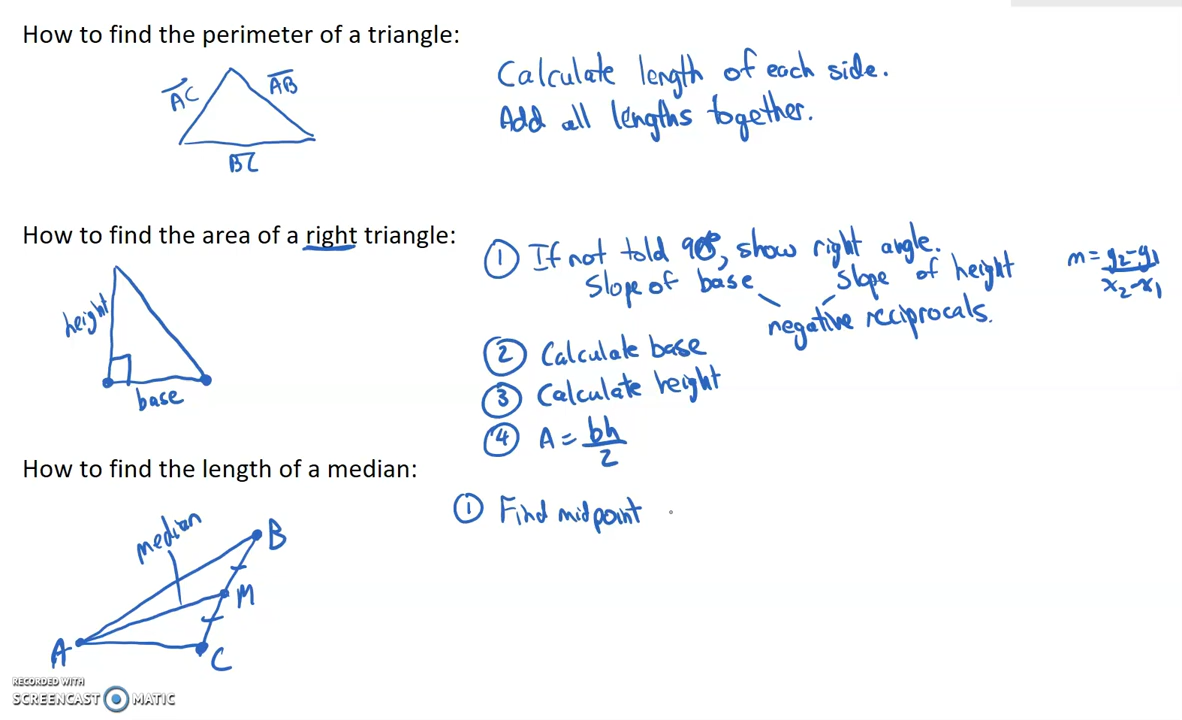 How to find the perimeter of a triangle:
AC
AB
BC
Calculate length of each side.
Add all lengths together.
How to find the area of a right triangle:
height
base
① If not told 90°, show right angle.
Slope of base slope of height
negative reciprocals.
m = y2-y1
x2-x1
② Calculate base
③ Calculate height
④ A = bh
2
How to find the length of a median:
median
B
M
A
C
① Find midpoint
RECORDED WITH
SCREENCAST MATIC